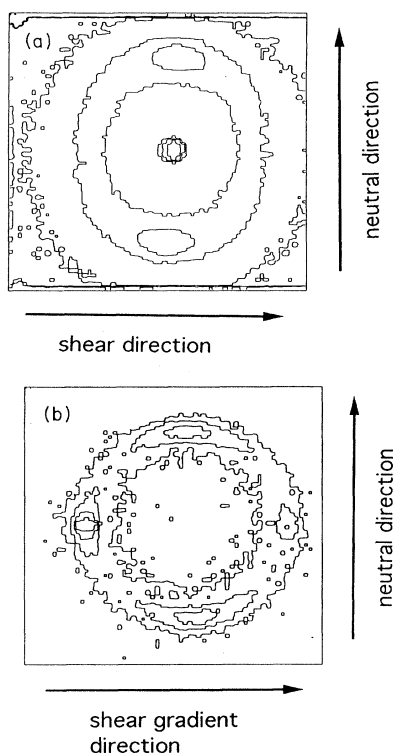 (a)
neutral direction
shear direction
(b)
neutral direction
shear gradient
direction